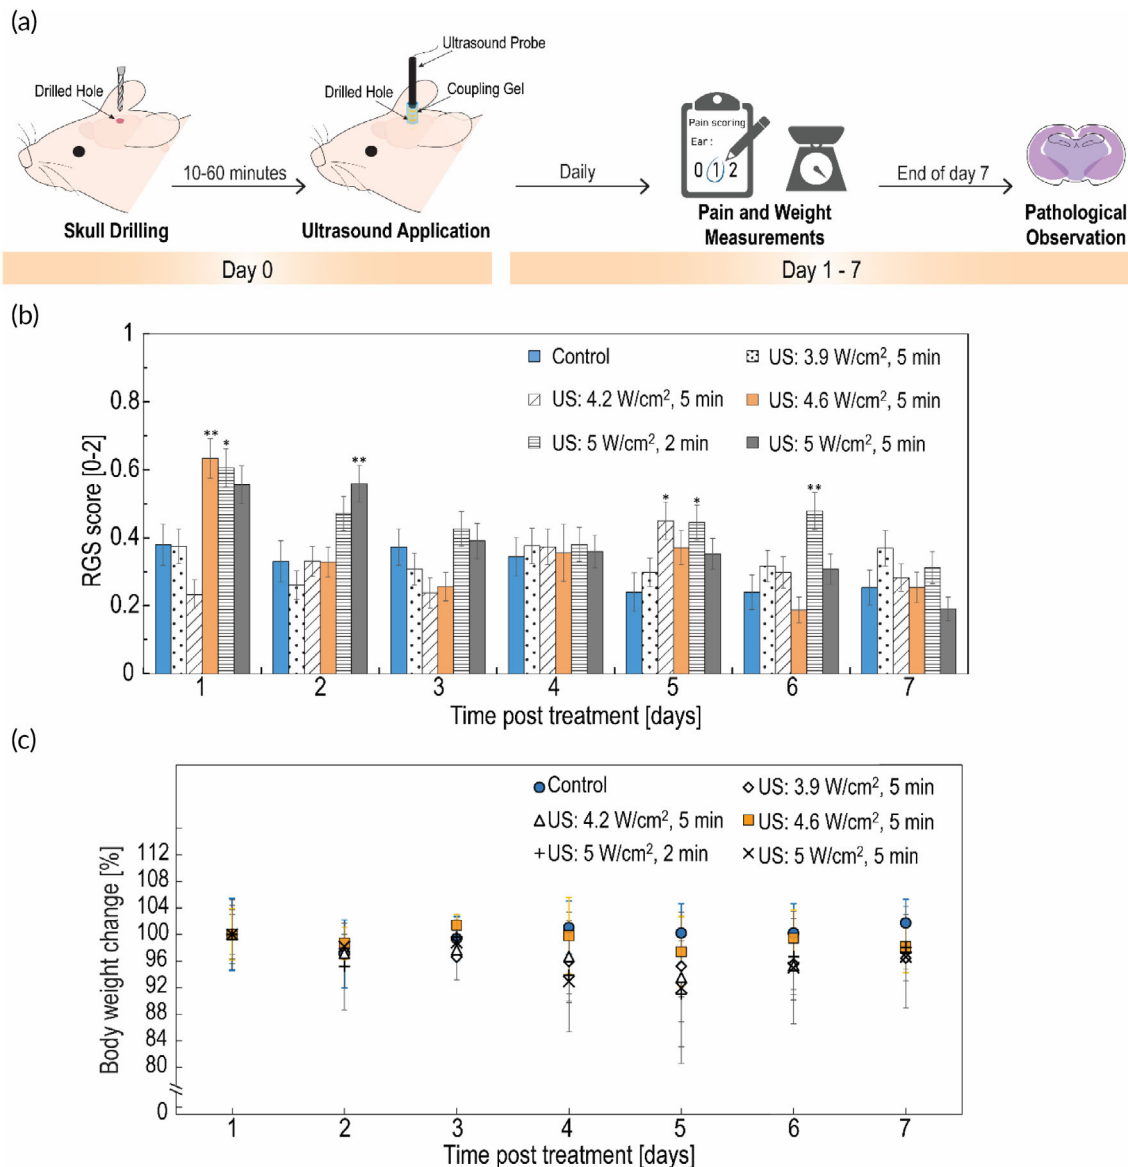 (a)
Ultrasound Probe
Drilled Hole
Drilled Hole
Coupling Gel
Pain scoring
Ear :
0 1 2
10-60 minutes
Daily
End of day 7
Skull Drilling
Ultrasound Application
Pain and Weight
Measurements
Pathological
Observation
Day 0
Day 1 - 7
(b)
RGS score [0-2]
1
0.8
0.6
0.4
0.2
0
Control
US: 3.9 W/cm², 5 min
US: 4.2 W/cm², 5 min
US: 4.6 W/cm², 5 min
US: 5 W/cm², 2 min
US: 5 W/cm², 5 min
**
*
**
*
*
**
1 2 3 4 5 6 7
Time post treatment [days]
(c)
Body weight change [%]
112
108
104
100
96
92
88
84
80
0
Control
US: 3.9 W/cm², 5 min
US: 4.2 W/cm², 5 min
US: 4.6 W/cm², 5 min
US: 5 W/cm², 2 min
US: 5 W/cm², 5 min
1 2 3 4 5 6 7
Time post treatment [days]